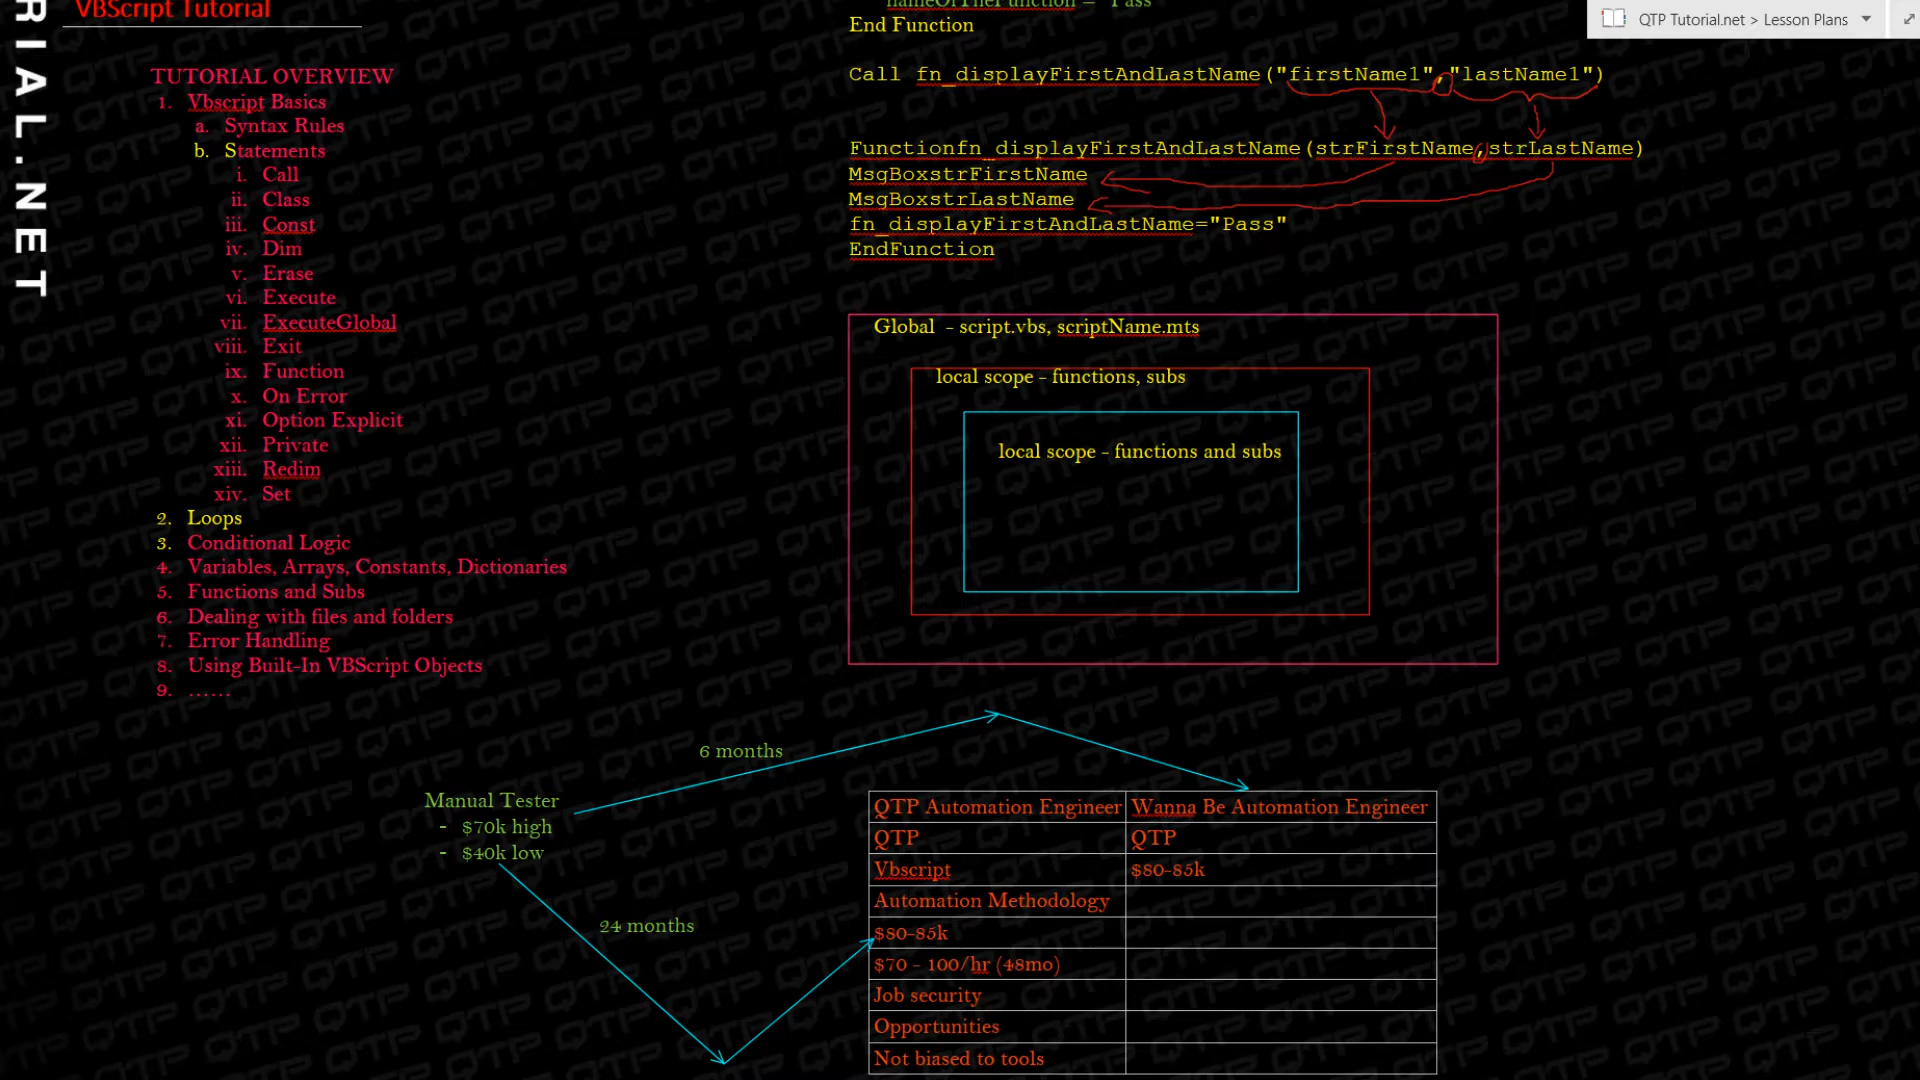 RIAL.NET
VBScript Tutorial
TUTORIAL OVERVIEW
1. Vbscript Basics
a. Syntax Rules
b. Statements
i. Call
ii. Class
iii. Const
iv. Dim
v. Erase
vi. Execute
vii. ExecuteGlobal
viii. Exit
ix. Function
x. On Error
xi. Option Explicit
xii. Private
xiii. Redim
xiv. Set
2. Loops
3. Conditional Logic
4. Variables, Arrays, Constants, Dictionaries
5. Functions and Subs
6. Dealing with files and folders
7. Error Handling
8. Using Built-In VBScript Objects
9. ......
nameOfTheFunction = "Pass"
End Function
Call fn_displayFirstAndLastName("firstName1","lastName1")
Functionfn_displayFirstAndLastName(strFirstName,strLastName)
MsgBoxstrFirstName
MsgBoxstrLastName
fn_displayFirstAndLastName="Pass"
EndFunction
Global - script.vbs, scriptName.mts
local scope - functions, subs
local scope - functions and subs
6 months
Manual Tester
- $70k high
- $40k low
24 months
QTP Automation Engineer Wanna Be Automation Engineer
QTP QTP
Vbscript $80-85k
Automation Methodology
$80-85k
$70 - 100/hr (48mo)
Job security
Opportunities
Not biased to tools
QTP Tutorial.net > Lesson Plans